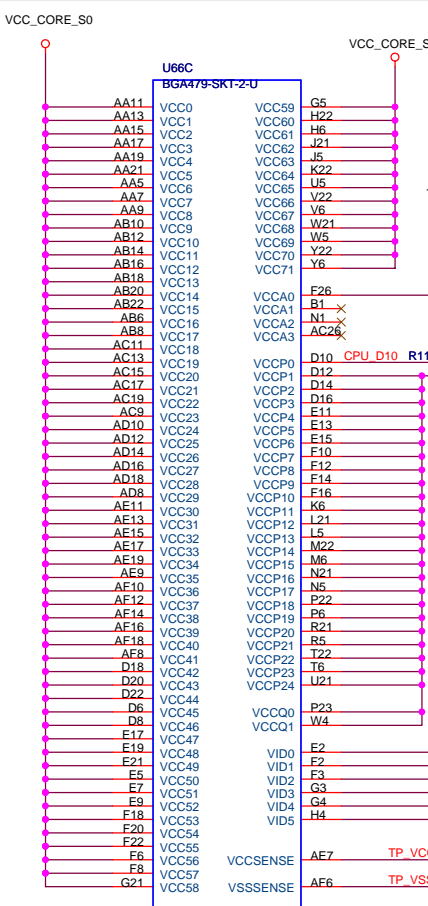 VCC_CORE_S0
VCC_CORE_S
U66C
BGA479-SKT-2-U
AA11 VCC0 VCC59 G5
AA13 VCC1 VCC60 H22
AA15 VCC2 VCC61 H6
AA17 VCC3 VCC62 J21
AA19 VCC4 VCC63 J5
AA21 VCC5 VCC64 K22
AA5 VCC6 VCC65 U5
AA7 VCC7 VCC66 V22
AA9 VCC8 VCC67 V6
AB10 VCC9 VCC68 W21
AB12 VCC10 VCC69 W5
AB14 VCC11 VCC70 Y22
AB16 VCC12 VCC71 Y6
AB18 VCC13
AB20 VCC14 VCCA0 F26
AB22 VCC15 VCCA1 B1
AB6 VCC16 VCCA2 N1
AB8 VCC17 VCCA3 AC26
AC11 VCC18
AC13 VCC19 VCCP0 D10 CPU_D10 R11
AC15 VCC20 VCCP1 D12
AC17 VCC21 VCCP2 D14
AC19 VCC22 VCCP3 D16
AC9 VCC23 VCCP4 E11
AD10 VCC24 VCCP5 E13
AD12 VCC25 VCCP6 E15
AD14 VCC26 VCCP7 F10
AD16 VCC27 VCCP8 F12
AD18 VCC28 VCCP9 F14
AD8 VCC29 VCCP10 F16
AE11 VCC30 VCCP11 K6
AE13 VCC31 VCCP12 L21
AE15 VCC32 VCCP13 L5
AE17 VCC33 VCCP14 M22
AE19 VCC34 VCCP15 M6
AE9 VCC35 VCCP16 N21
AF10 VCC36 VCCP17 N5
AF12 VCC37 VCCP18 P22
AF14 VCC38 VCCP19 P6
AF16 VCC39 VCCP20 R21
AF18 VCC40 VCCP21 R5
AF8 VCC41 VCCP22 T22
D18 VCC42 VCCP23 T6
D20 VCC43 VCCP24 U21
D22 VCC44
D6 VCC45 VCCQ0 P23
D8 VCC46 VCCQ1 W4
E17 VCC47
E19 VCC48 VID0 E2
E21 VCC49 VID1 F2
E5 VCC50 VID2 F3
E7 VCC51 VID3 G3
E9 VCC52 VID4 G4
F18 VCC53 VID5 H4
F20 VCC54
F22 VCC55
F6 VCC56 VCCSENSE AE7 TP_VC
F8 VCC57
G21 VCC58 VSSSENSE AF6 TP_VS